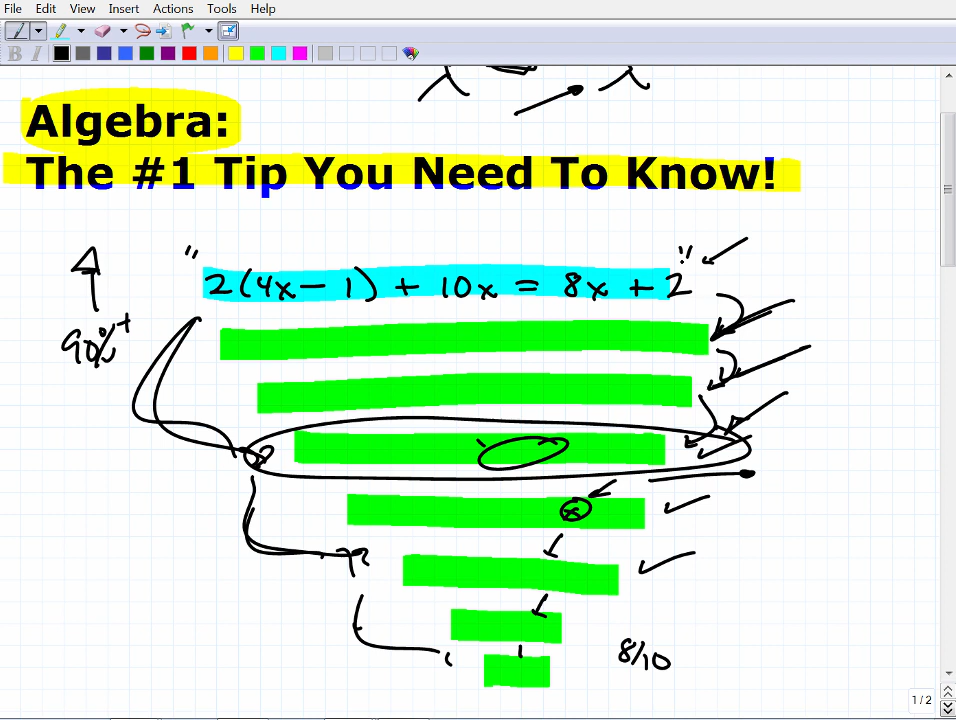 File Edit View Insert Actions Tools Help
B I
Algebra:
The #1 Tip You Need To Know!
" 2(4x - 1) + 10x = 8x + 2 "
90%+
x
8/10
1 / 2